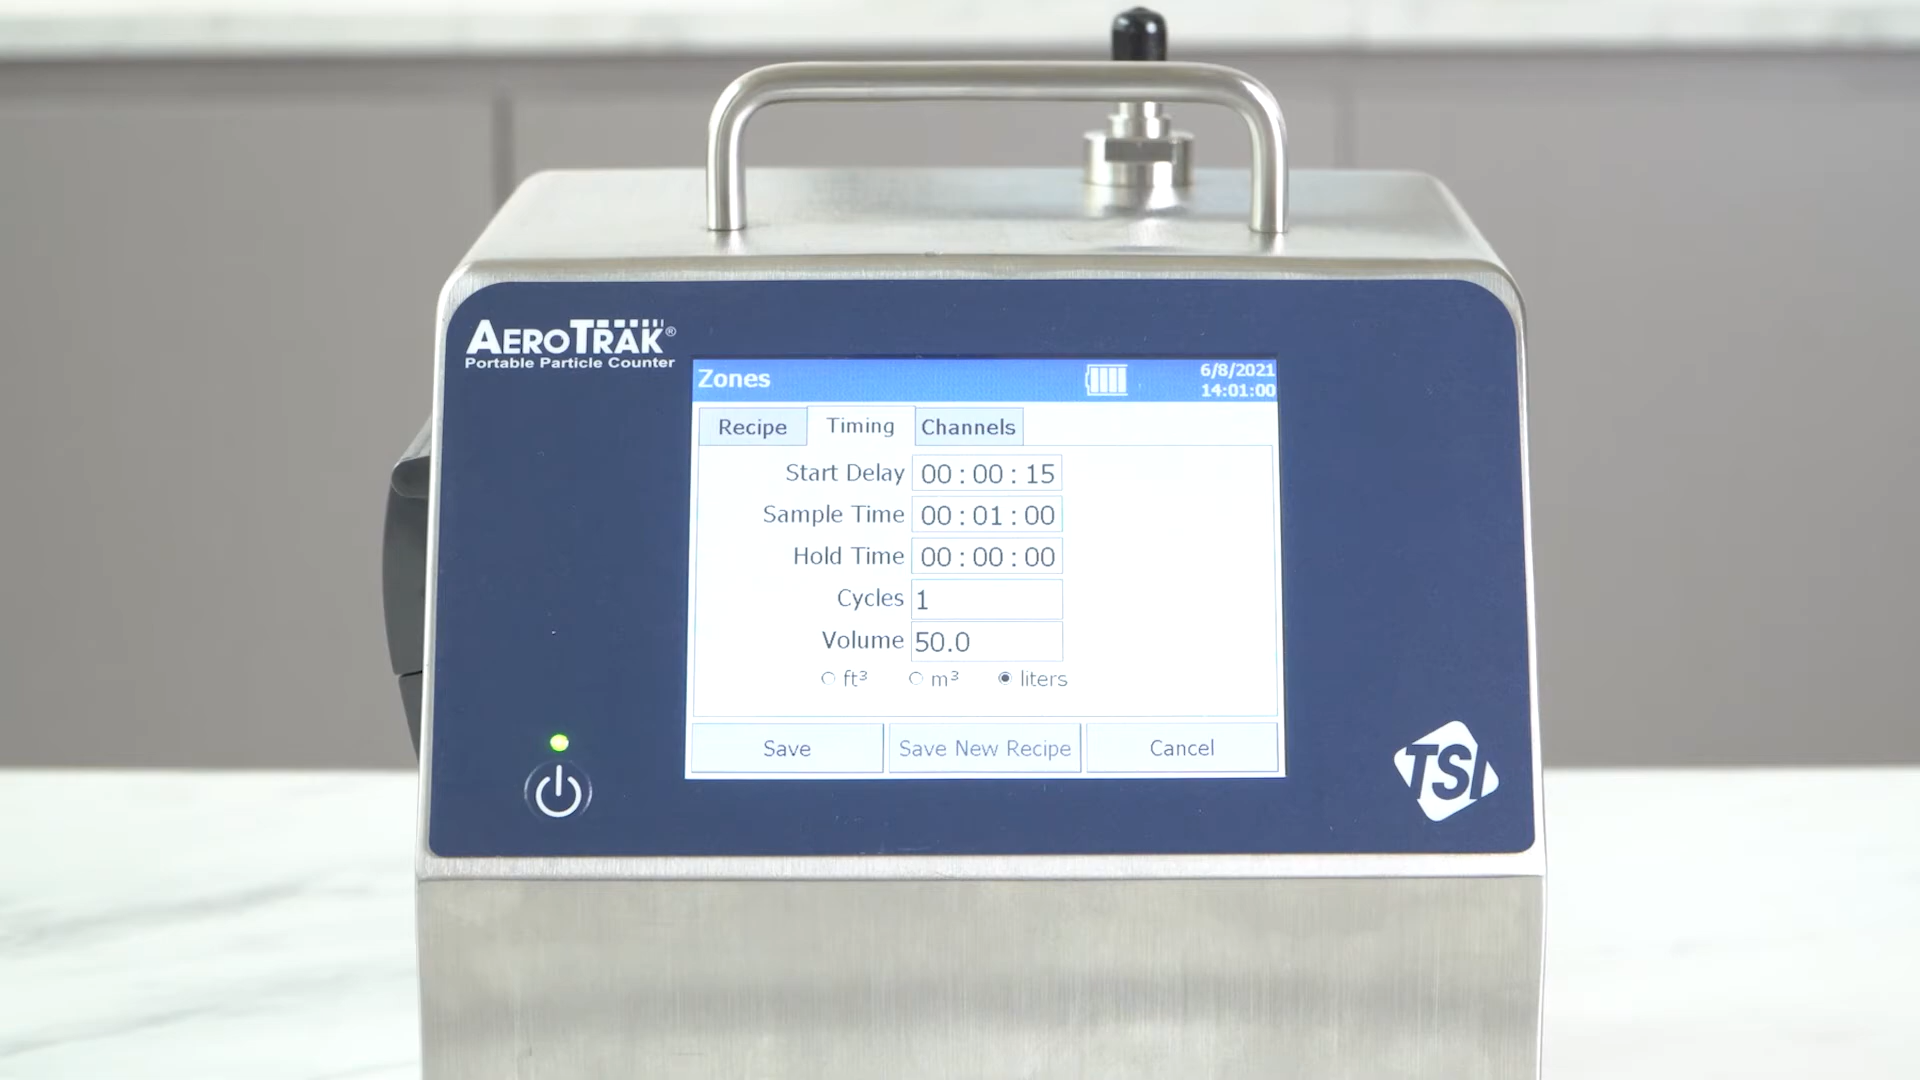 AEROTRAK®
Portable Particle Counter
Zones
6/8/2021
14:01:00
Recipe Timing Channels
Start Delay 00:00:15
Sample Time 00:01:00
Hold Time 00:00:00
Cycles 1
Volume 50.0
ft³ m³ liters
Save Save New Recipe Cancel
TSI